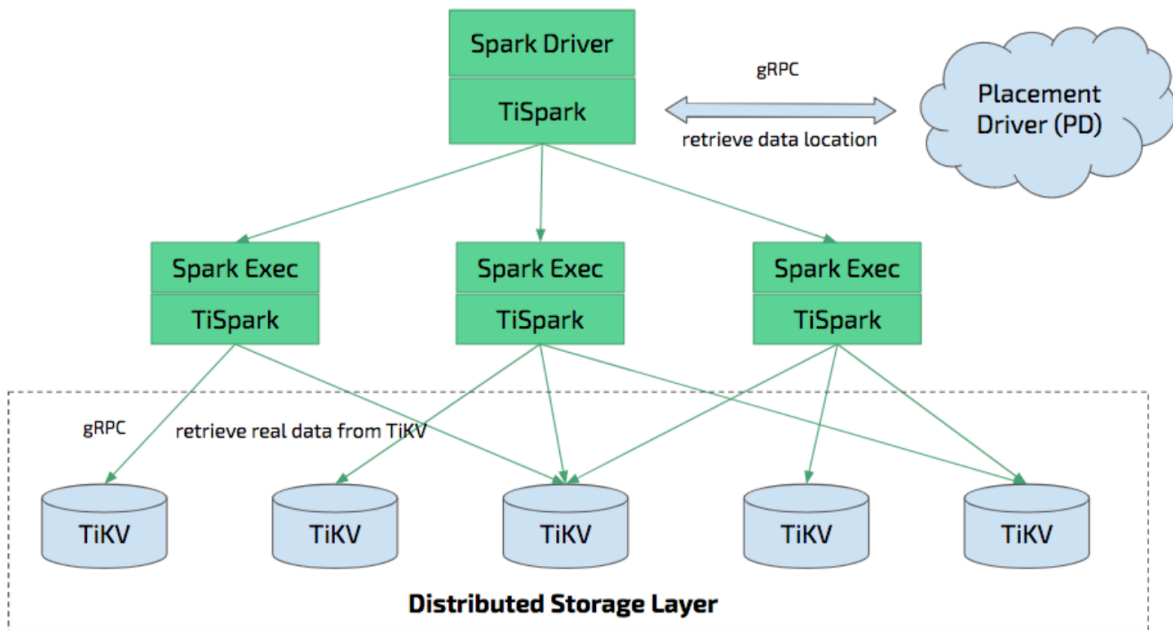 Spark Driver
TiSpark
gRPC
retrieve data location
Placement
Driver (PD)
Spark Exec
TiSpark
Spark Exec
TiSpark
Spark Exec
TiSpark
gRPC
retrieve real data from TiKV
TiKV
TiKV
TiKV
TiKV
TiKV
Distributed Storage Layer